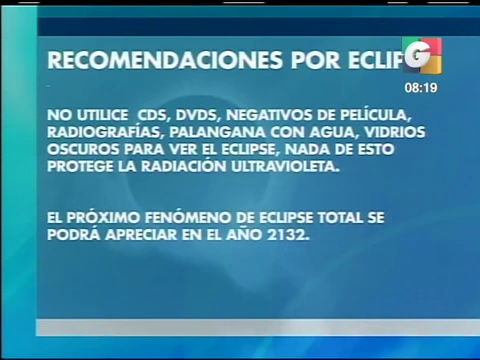 RECOMENDACIONES POR ECLIP
G
08:19
NO UTILICE CDS, DVDS, NEGATIVOS DE PELÍCULA,
RADIOGRAFÍAS, PALANGANA CON AGUA, VIDRIOS
OSCUROS PARA VER EL ECLIPSE, NADA DE ESTO
PROTEGE LA RADIACIÓN ULTRAVIOLETA.
EL PRÓXIMO FENÓMENO DE ECLIPSE TOTAL SE
PODRÁ APRECIAR EN EL AÑO 2132.